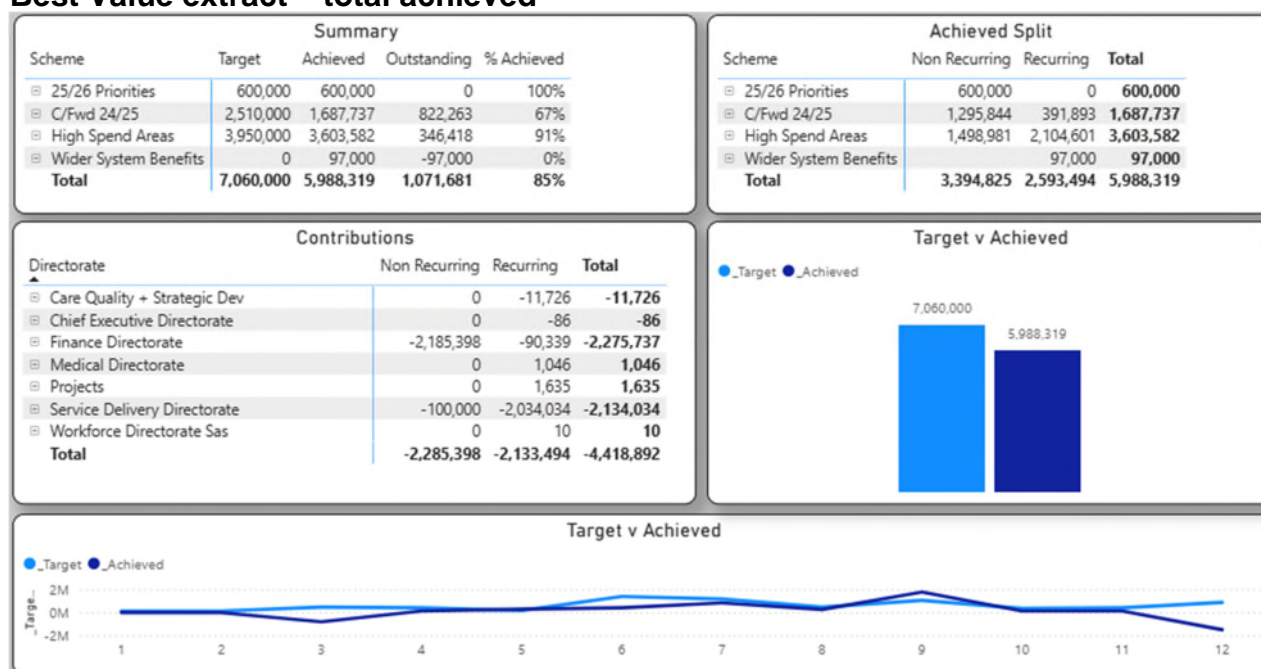 Best Value extract – total achieved
Summary
Scheme Target Achieved Outstanding % Achieved
25/26 Priorities 600,000 600,000 0 100%
C/Fwd 24/25 2,510,000 1,687,737 822,263 67%
High Spend Areas 3,950,000 3,603,582 346,418 91%
Wider System Benefits 0 97,000 -97,000 0%
Total 7,060,000 5,988,319 1,071,681 85%
Achieved Split
Scheme Non Recurring Recurring Total
25/26 Priorities 600,000 0 600,000
C/Fwd 24/25 1,295,844 391,893 1,687,737
High Spend Areas 1,498,981 2,104,601 3,603,582
Wider System Benefits 97,000 97,000
Total 3,394,825 2,593,494 5,988,319
Contributions
Directorate Non Recurring Recurring Total
Care Quality + Strategic Dev 0 -11,726 -11,726
Chief Executive Directorate 0 -86 -86
Finance Directorate -2,185,398 -90,339 -2,275,737
Medical Directorate 0 1,046 1,046
Projects 0 1,635 1,635
Service Delivery Directorate -100,000 -2,034,034 -2,134,034
Workforce Directorate Sas 0 10 10
Total -2,285,398 -2,133,494 -4,418,892
Target v Achieved
_Target _Achieved
7,060,000
5,988,319
Target v Achieved
_Target _Achieved
_Targe...
2M
0M
-2M
1 2 3 4 5 6 7 8 9 10 11 12